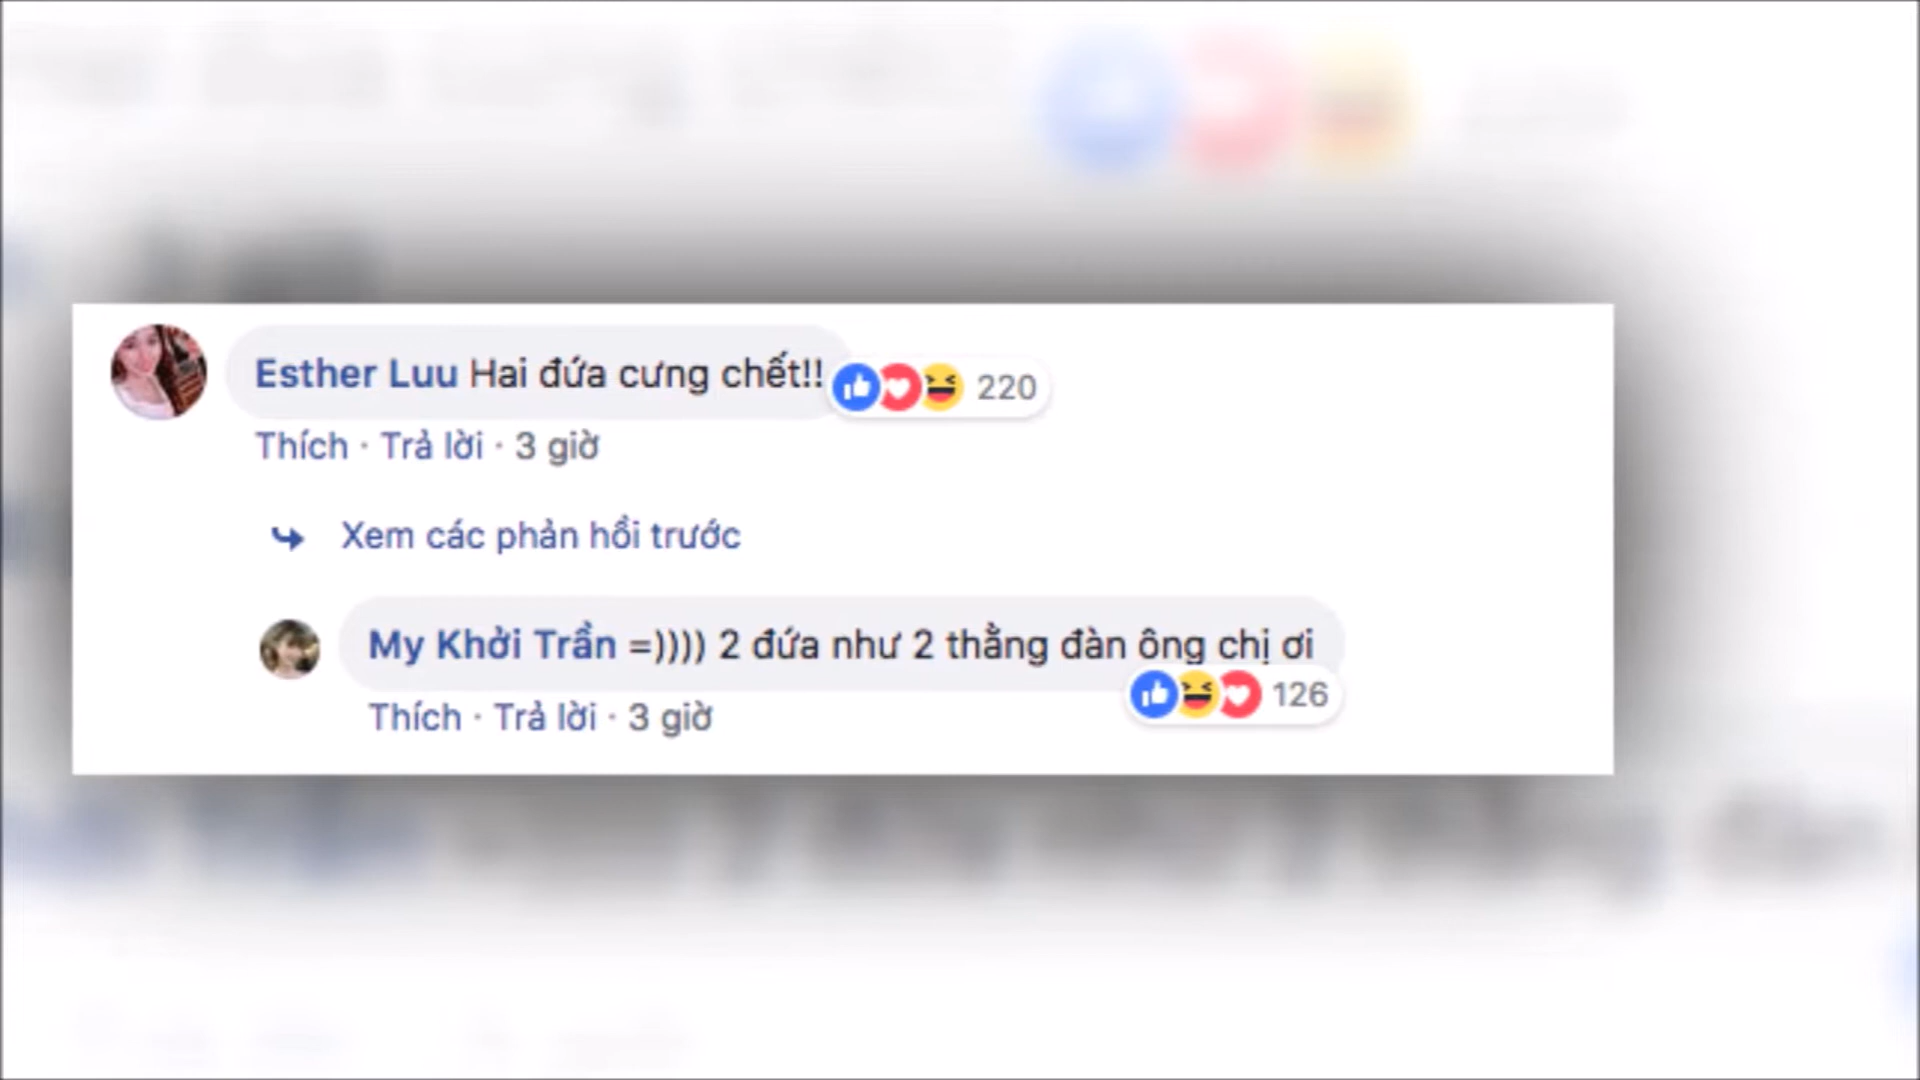 Esther Luu Hai đứa cưng chết!! 220
Thích · Trả lời · 3 giờ
Xem các phản hồi trước
My Khởi Trần =)))) 2 đứa như 2 thằng đàn ông chị ơi
126
Thích · Trả lời · 3 giờ